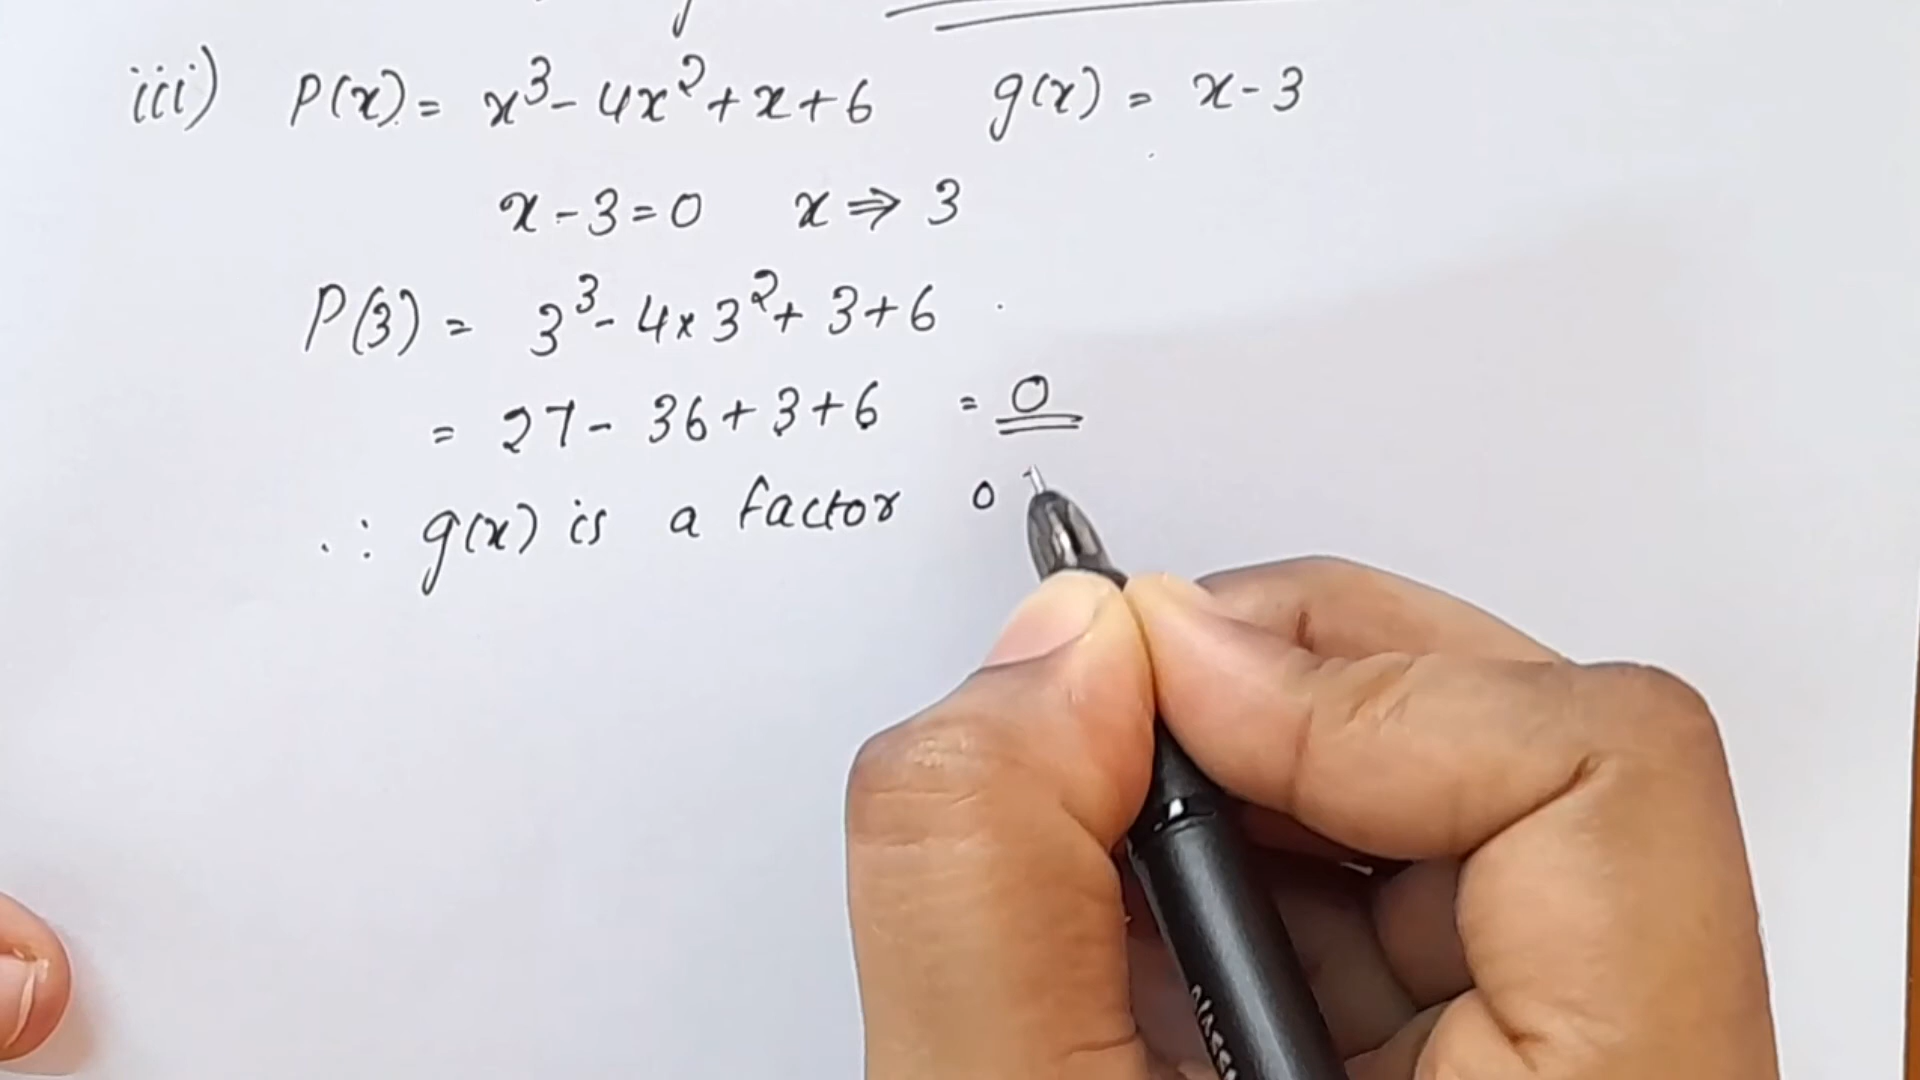 iii) P(x) = x³ - 4x² + x + 6 g(x) = x - 3
x - 3 = 0 x ⇒ 3
P(3) = 3³ - 4 × 3² + 3 + 6
= 27 - 36 + 3 + 6 = 0
∴ g(x) is a factor o